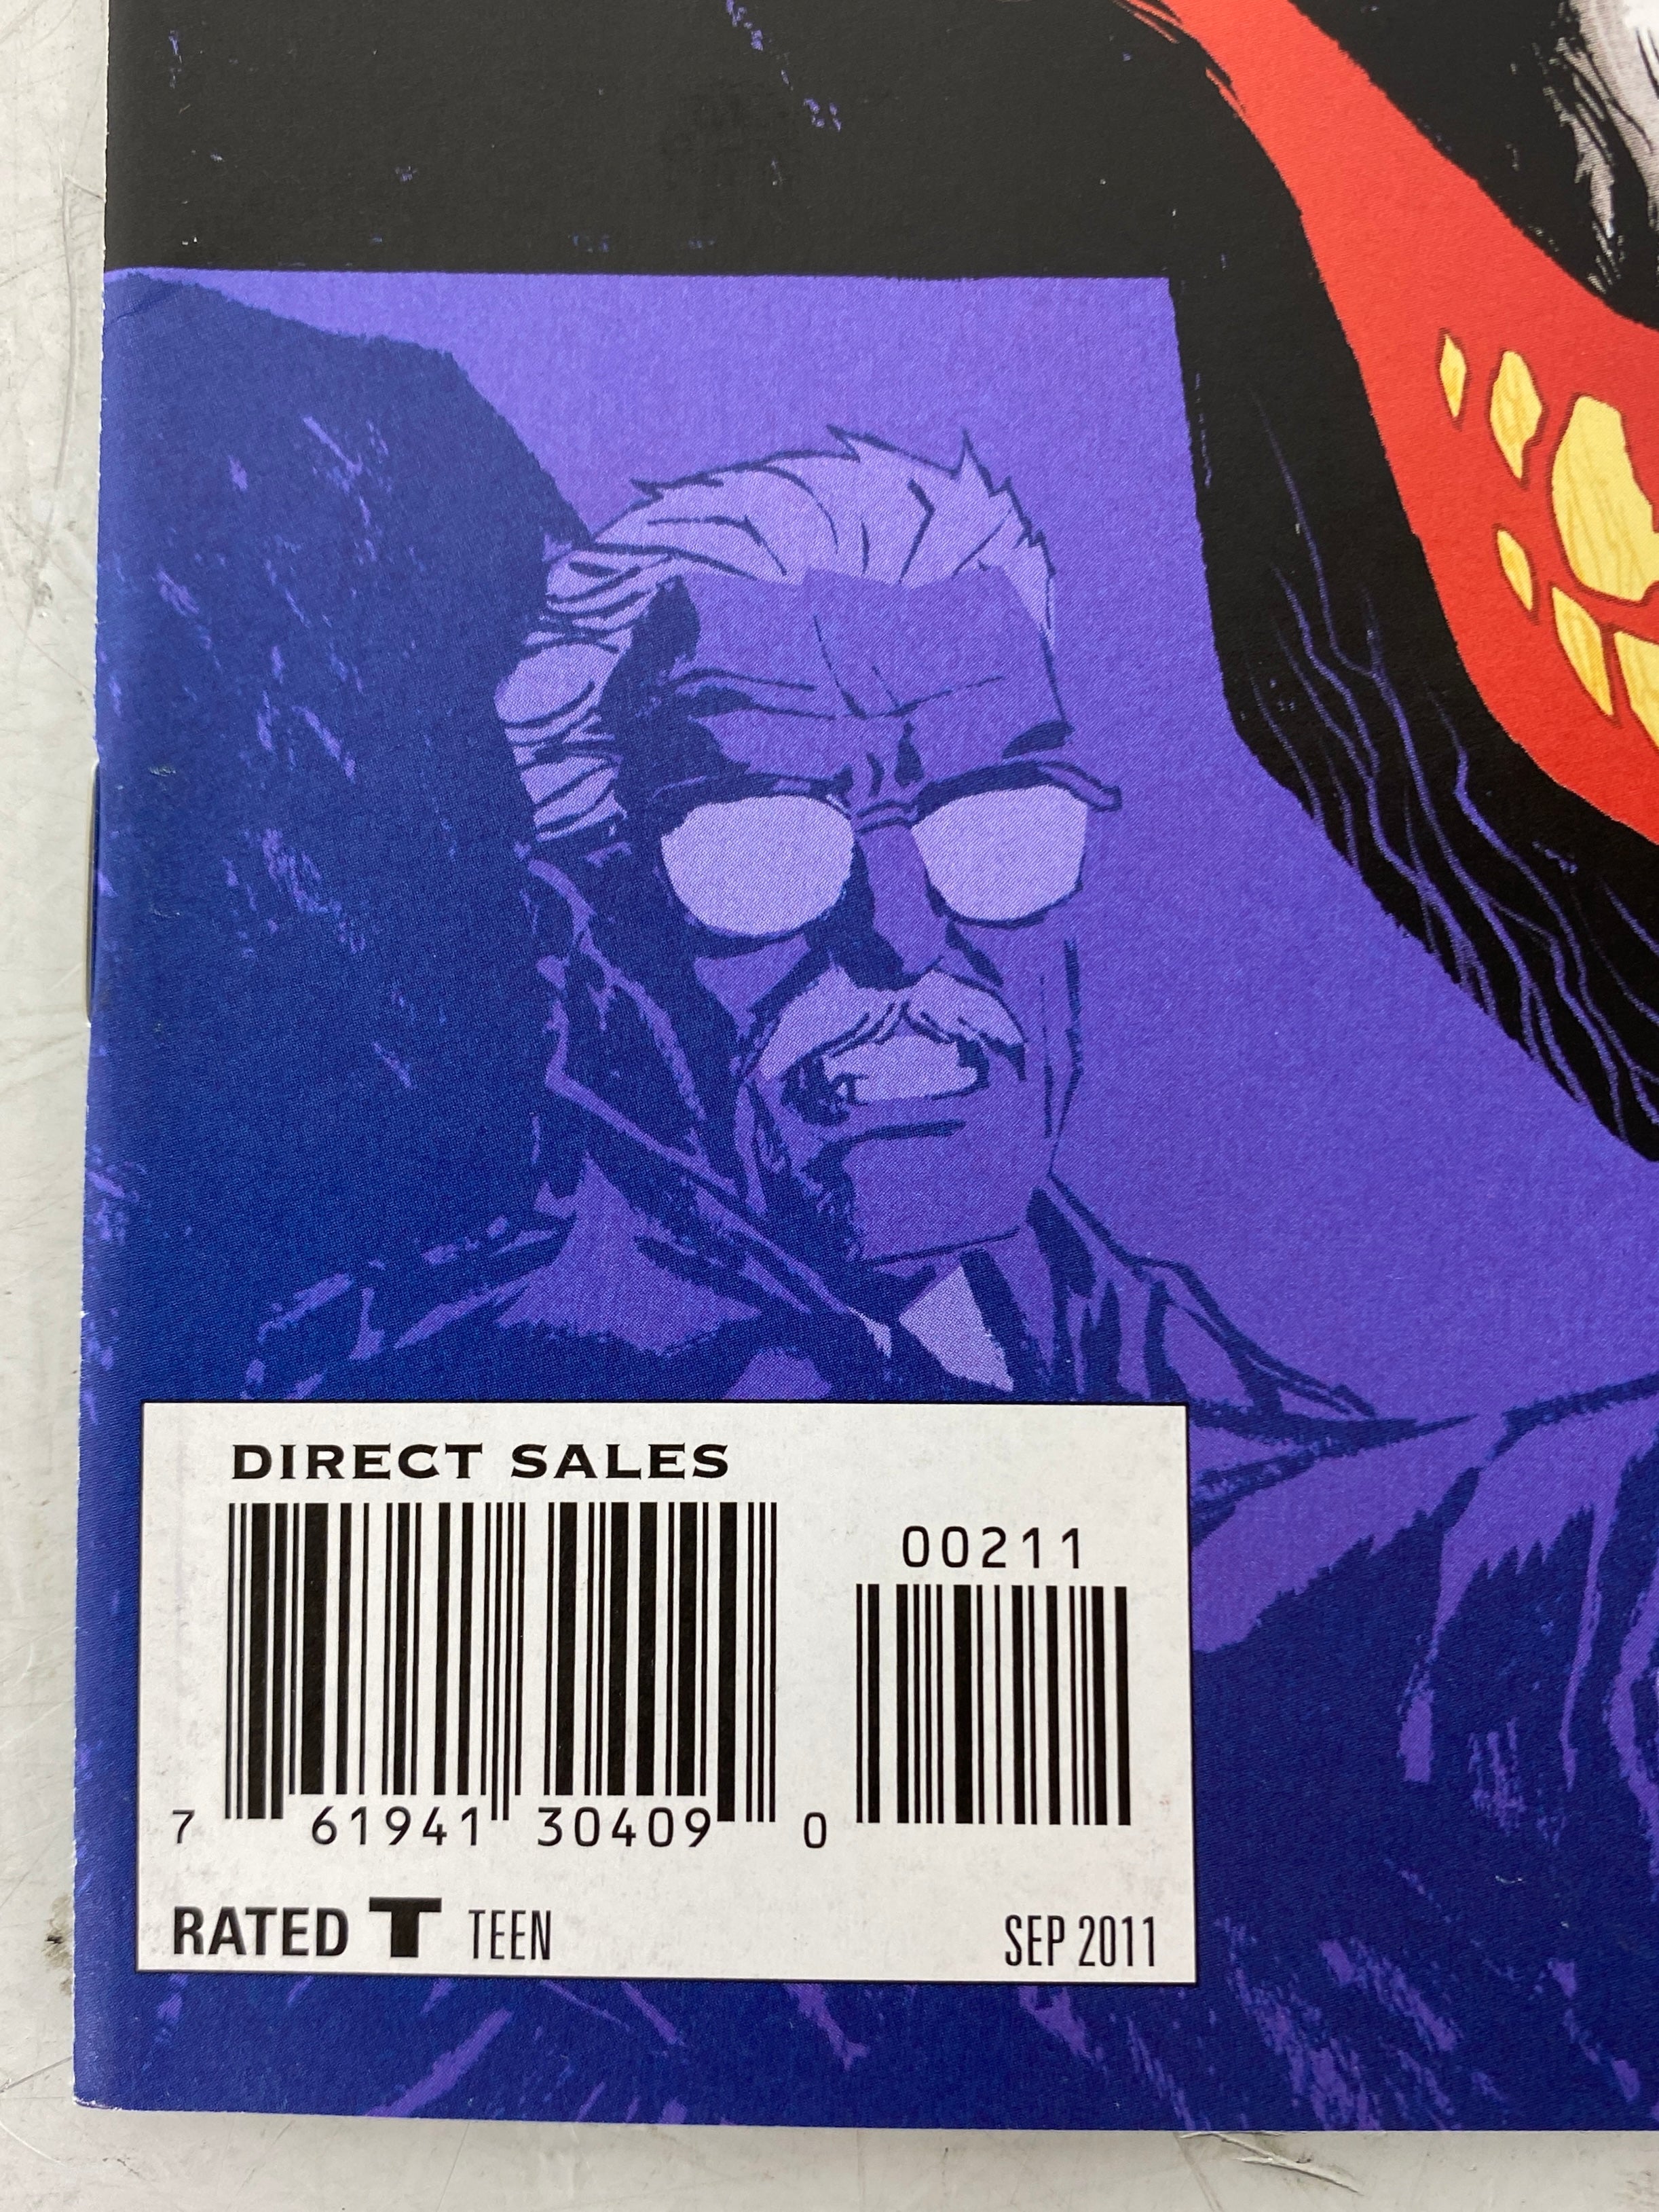 DIRECT SALES
00211
7 61941 30409 0
RATED T TEEN
SEP 2011